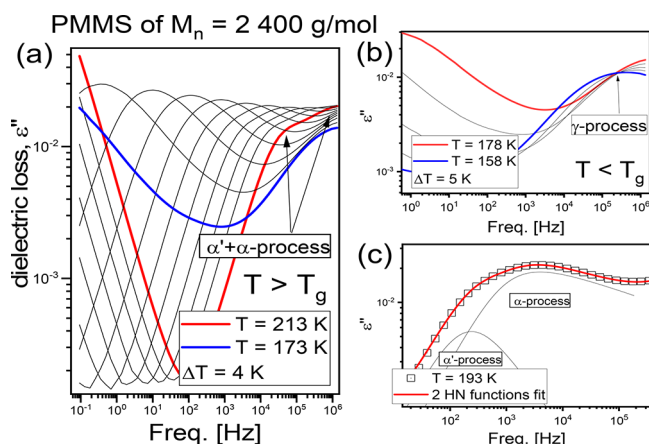 PMMS of Mn = 2 400 g/mol
(a)
dielectric loss, ε"
10⁻²
10⁻³
α'+α-process
T > Tg
T = 213 K
T = 173 K
ΔT = 4 K
10⁻¹ 10⁰ 10¹ 10² 10³ 10⁴ 10⁵ 10⁶
Freq. [Hz]
(b)
ε"
10⁻²
10⁻³
γ-process
T = 178 K
T = 158 K
ΔT = 5 K
T < Tg
10⁰ 10¹ 10² 10³ 10⁴ 10⁵ 10⁶
Freq. [Hz]
(c)
ε"
10⁻²
α-process
α'-process
T = 193 K
2 HN functions fit
10² 10³ 10⁴ 10⁵
Freq. [Hz]